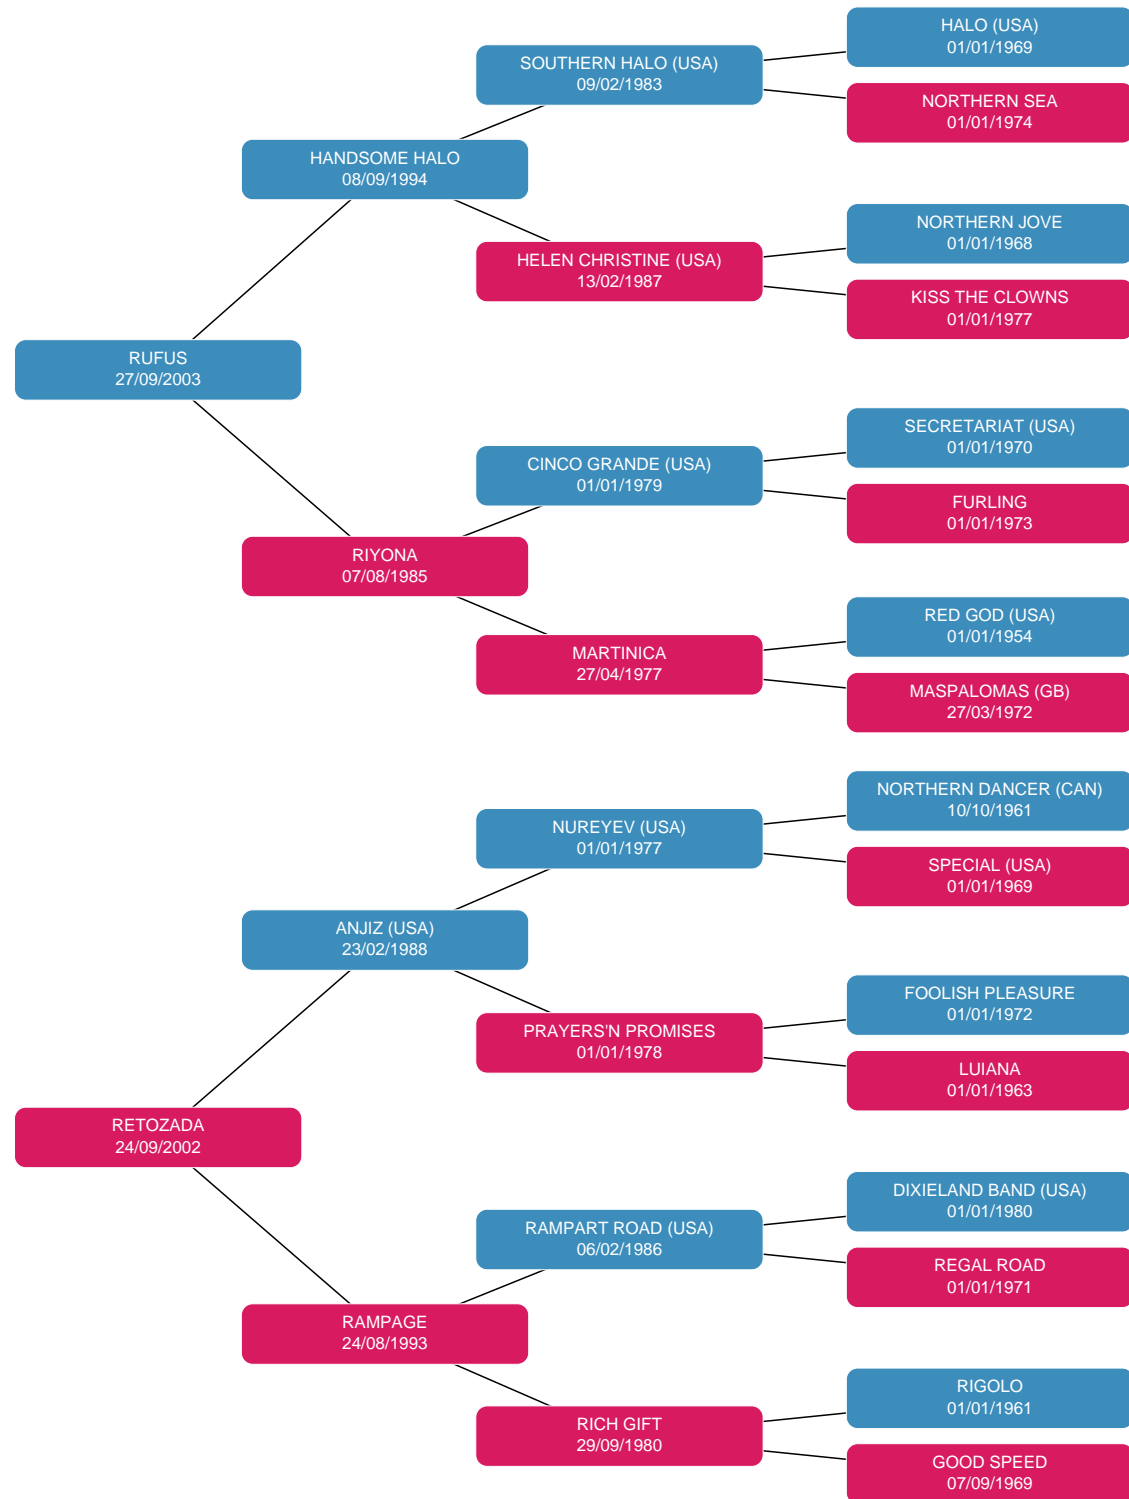 HALO (USA)
01/01/1969
SOUTHERN HALO (USA)
09/02/1983
NORTHERN SEA
01/01/1974
HANDSOME HALO
08/09/1994
NORTHERN JOVE
01/01/1968
HELEN CHRISTINE (USA)
13/02/1987
KISS THE CLOWNS
01/01/1977
RUFUS
27/09/2003
SECRETARIAT (USA)
01/01/1970
CINCO GRANDE (USA)
01/01/1979
FURLING
01/01/1973
RIYONA
07/08/1985
RED GOD (USA)
01/01/1954
MARTINICA
27/04/1977
MASPALOMAS (GB)
27/03/1972
NORTHERN DANCER (CAN)
10/10/1961
NUREYEV (USA)
01/01/1977
SPECIAL (USA)
01/01/1969
ANJIZ (USA)
23/02/1988
FOOLISH PLEASURE
01/01/1972
PRAYERS'N PROMISES
01/01/1978
LUIANA
01/01/1963
RETOZADA
24/09/2002
DIXIELAND BAND (USA)
01/01/1980
RAMPART ROAD (USA)
06/02/1986
REGAL ROAD
01/01/1971
RAMPAGE
24/08/1993
RIGOLO
01/01/1961
RICH GIFT
29/09/1980
GOOD SPEED
07/09/1969